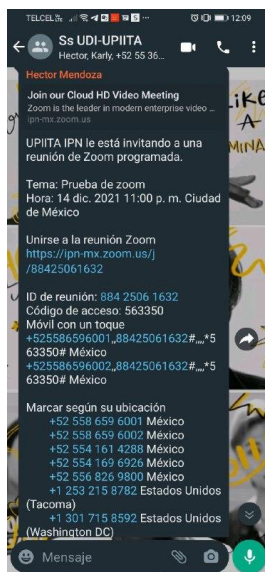 TELCEL 12:09
Ss UDI-UPIITA
Hector, Karly, +52 55 36...
Hector Mendoza
Join our Cloud HD Video Meeting
Zoom is the leader in modern enterprise video ...
ipn-mx.zoom.us
LiKE
A
MINA
UPIITA IPN le está invitando a una
reunión de Zoom programada.
Tema: Prueba de zoom
Hora: 14 dic. 2021 11:00 p. m. Ciudad
de México
Unirse a la reunión Zoom
https://ipn-mx.zoom.us/j
/88425061632
ID de reunión: 884 2506 1632
Código de acceso: 563350
Móvil con un toque
+525586596001,,88425061632#,,,,*5
63350# México
+525586596002,,88425061632#,,,,*5
63350# México
Marcar según su ubicación
+52 558 659 6001 México
+52 558 659 6002 México
+52 554 161 4288 México
+52 554 169 6926 México
+52 556 826 9800 México
+1 253 215 8782 Estados Unidos
(Tacoma)
+1 301 715 8592 Estados Unidos
(Washington DC)
Mensaje